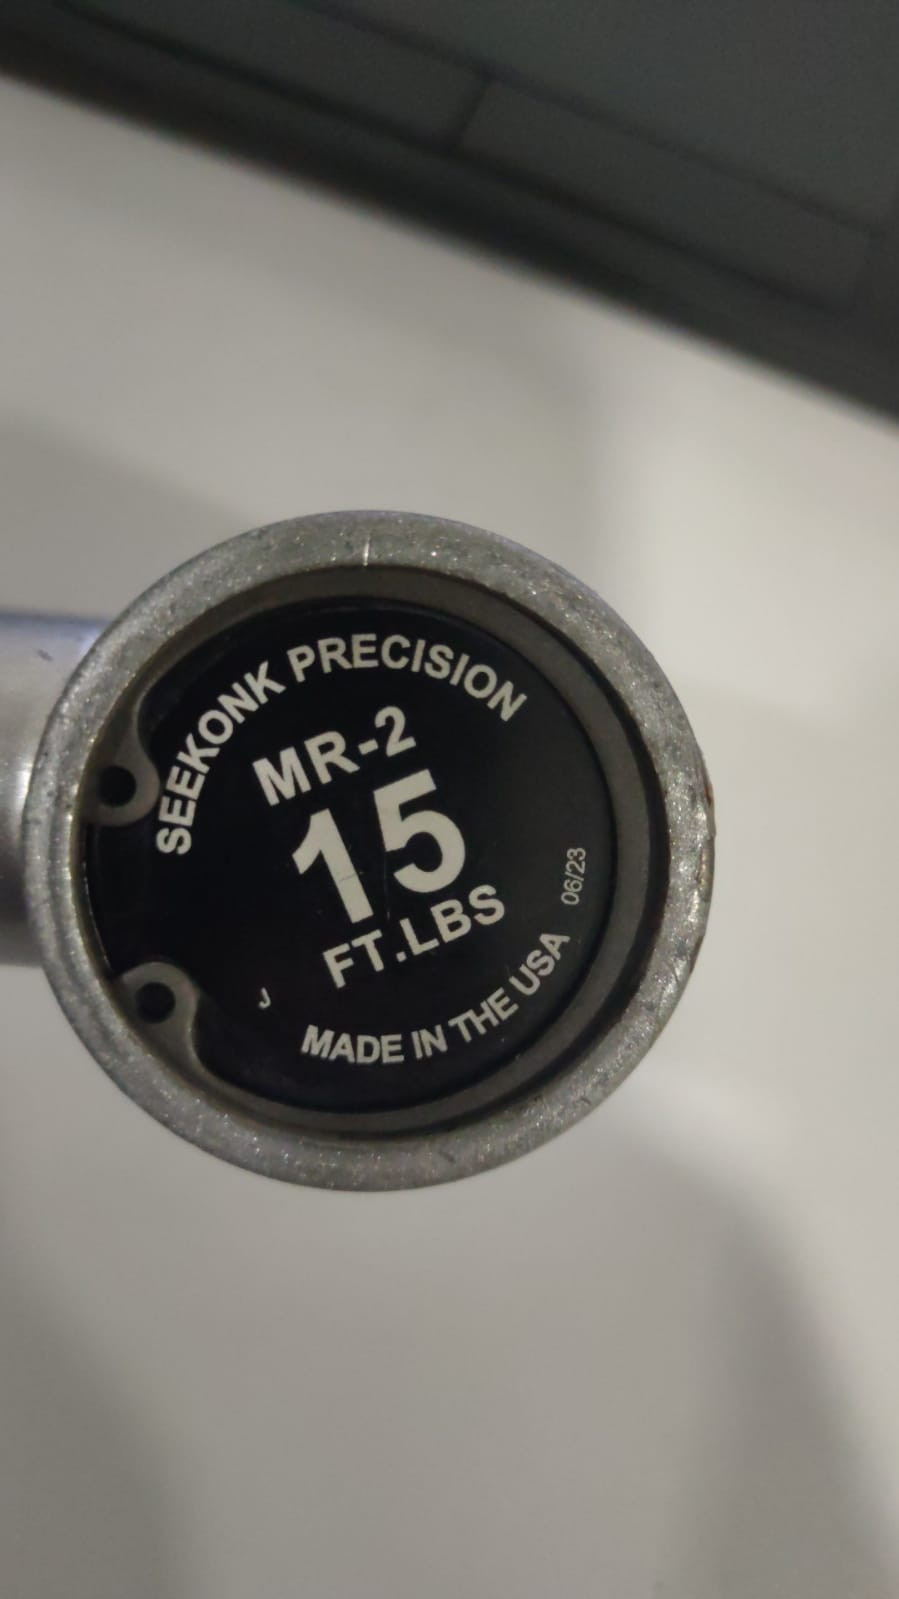 SEEKONK PRECISION
MR-2
15
FT.LBS
06/23
J
MADE IN THE USA